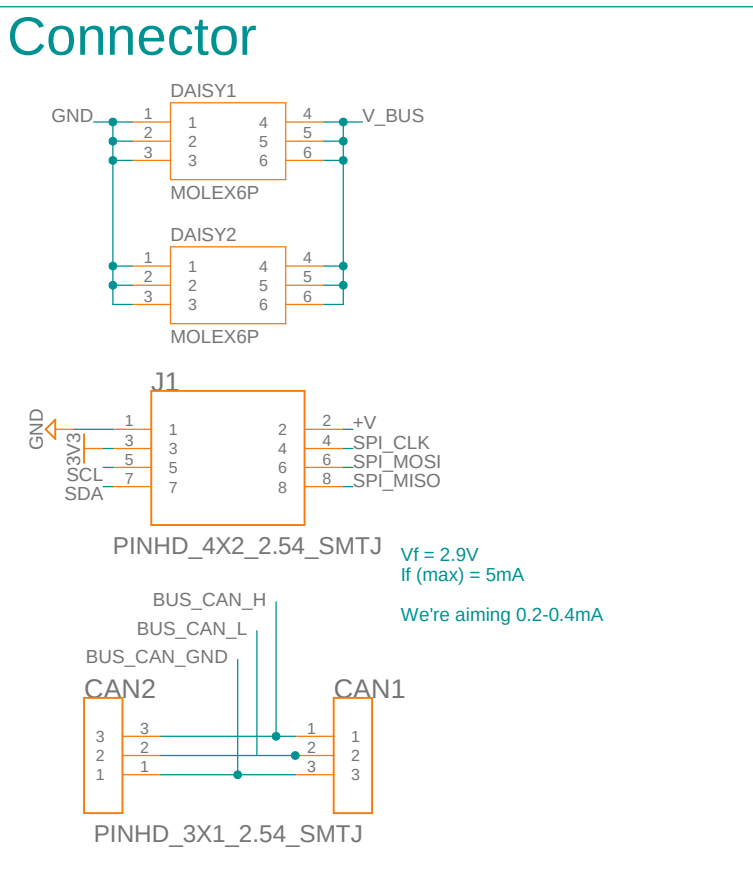 Connector
DAISY1
GND 1 1 4 4 V_BUS
2 2 5 5
3 3 6 6
MOLEX6P
DAISY2
1 1 4 4
2 2 5 5
3 3 6 6
MOLEX6P
J1
GND 1 1 2 2 +V
3V3 3 3 4 4 SPI_CLK
SCL 5 5 6 6 SPI_MOSI
SDA 7 7 8 8 SPI_MISO
PINHD_4X2_2.54_SMTJ
Vf = 2.9V
If (max) = 5mA
We're aiming 0.2-0.4mA
BUS_CAN_H
BUS_CAN_L
BUS_CAN_GND
CAN2 CAN1
3 3 1 1
2 2 2 2
1 1 3 3
PINHD_3X1_2.54_SMTJ